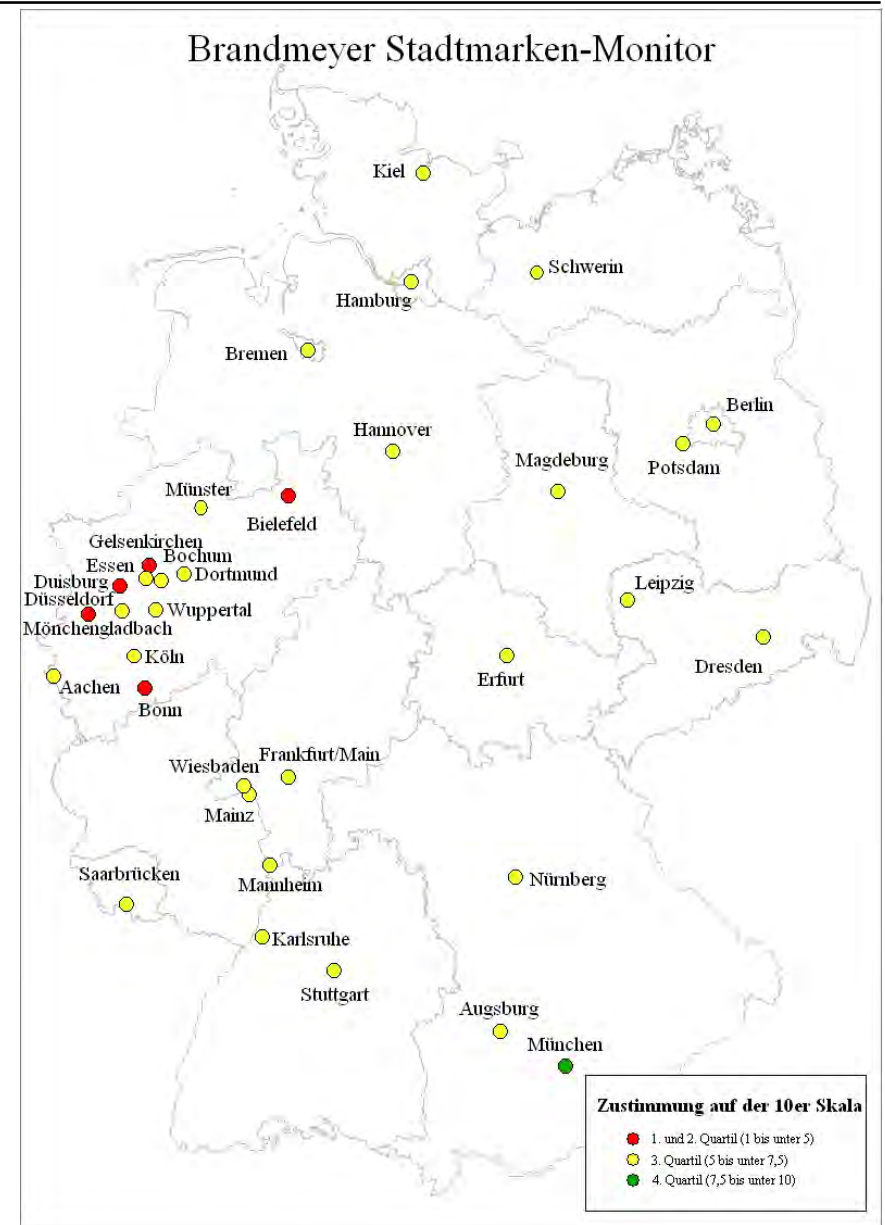 Brandmeyer Stadtmarken-Monitor
Kiel
Schwerin
Hamburg
Bremen
Berlin
Hannover
Potsdam
Magdeburg
Münster
Bielefeld
Gelsenkirchen
Bochum
Essen
Dortmund
Duisburg
Düsseldorf
Wuppertal
Mönchengladbach
Leipzig
Köln
Dresden
Aachen
Erfurt
Bonn
Frankfurt/Main
Wiesbaden
Mainz
Saarbrücken
Mannheim
Nürnberg
Karlsruhe
Stuttgart
Augsburg
München
Zustimmung auf der 10er Skala
1. und 2. Quartil (1 bis unter 5)
3. Quartil (5 bis unter 7,5)
4. Quartil (7,5 bis unter 10)